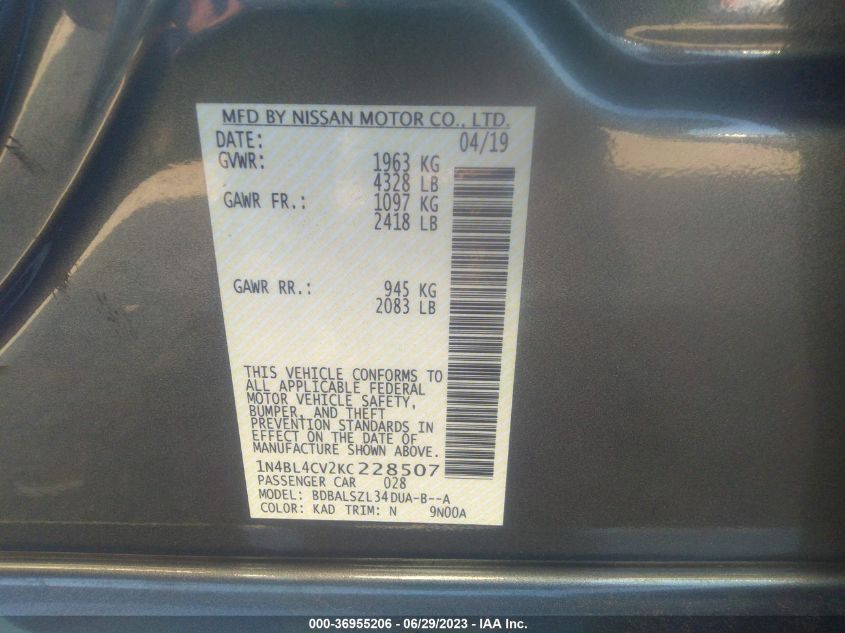 MFD BY NISSAN MOTOR CO., LTD.
DATE: 04/19
GVWR: 1963 KG
4328 LB
GAWR FR.: 1097 KG
2418 LB
GAWR RR.: 945 KG
2083 LB
THIS VEHICLE CONFORMS TO
ALL APPLICABLE FEDERAL
MOTOR VEHICLE SAFETY,
BUMPER, AND THEFT
PREVENTION STANDARDS IN
EFFECT ON THE DATE OF
MANUFACTURE SHOWN ABOVE.
1N4BL4CV2KC228507
PASSENGER CAR 028
MODEL: BDBALSZL34DUA-B--A
COLOR: KAD TRIM: N 9N00A
000-36955206 - 06/29/2023 - IAA Inc.